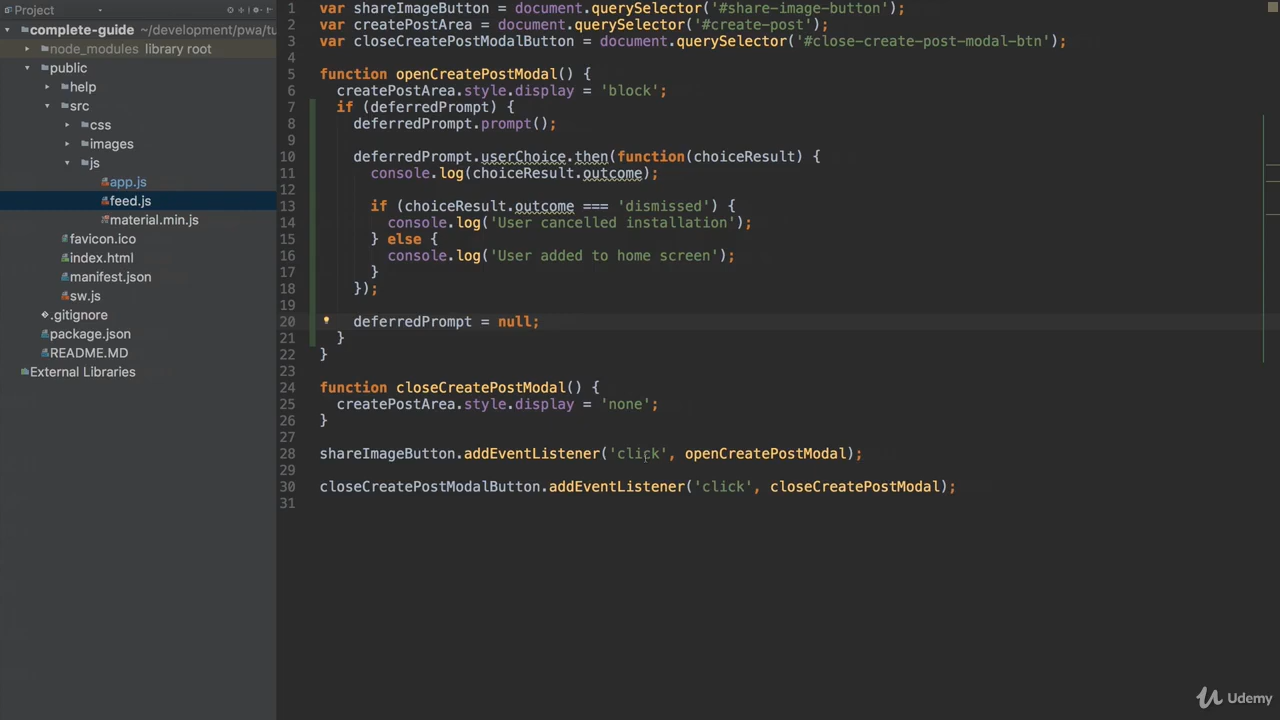 Project
complete-guide ~/development/pwa/tu
node_modules library root
public
help
src
css
images
js
app.js
feed.js
material.min.js
favicon.ico
index.html
manifest.json
sw.js
.gitignore
package.json
README.MD
External Libraries
1 var shareImageButton = document.querySelector('#share-image-button');
2 var createPostArea = document.querySelector('#create-post');
3 var closeCreatePostModalButton = document.querySelector('#close-create-post-modal-btn');
4
5 function openCreatePostModal() {
6 createPostArea.style.display = 'block';
7 if (deferredPrompt) {
8 deferredPrompt.prompt();
9
10 deferredPrompt.userChoice.then(function(choiceResult) {
11 console.log(choiceResult.outcome);
12
13 if (choiceResult.outcome === 'dismissed') {
14 console.log('User cancelled installation');
15 } else {
16 console.log('User added to home screen');
17 }
18 });
19
20 deferredPrompt = null;
21 }
22 }
23
24 function closeCreatePostModal() {
25 createPostArea.style.display = 'none';
26 }
27
28 shareImageButton.addEventListener('click', openCreatePostModal);
29
30 closeCreatePostModalButton.addEventListener('click', closeCreatePostModal);
31
Udemy